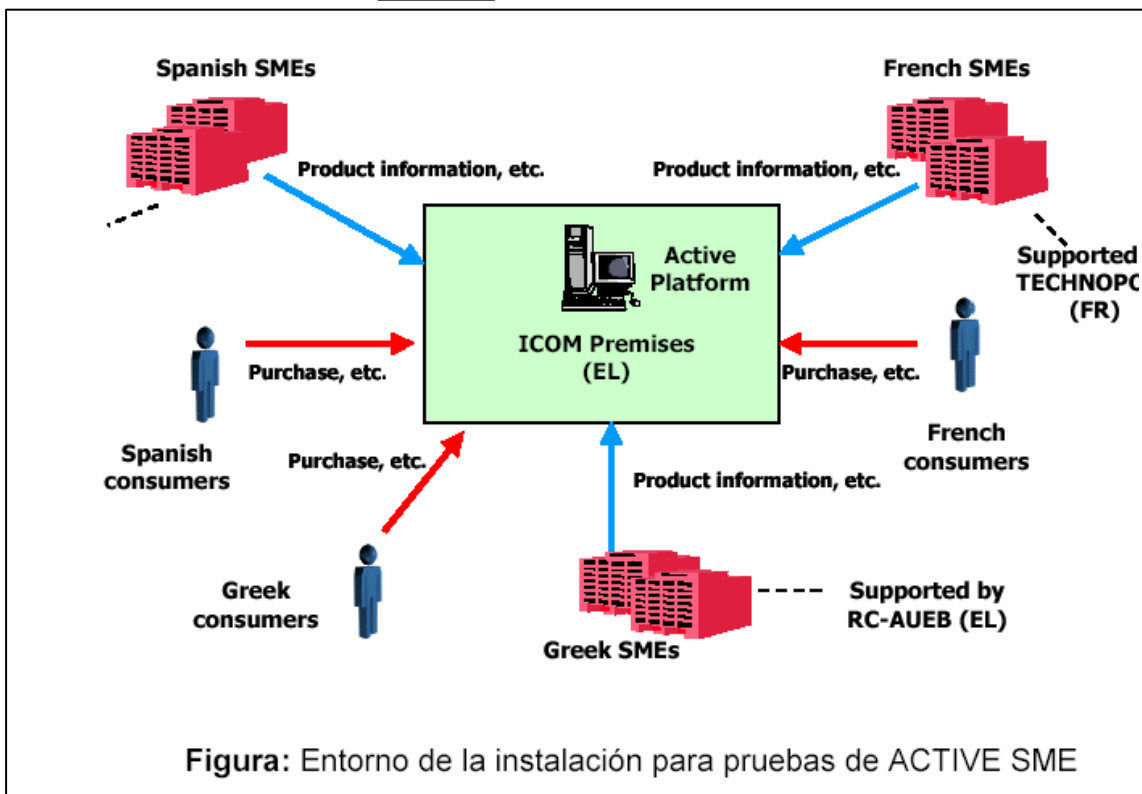 Spanish SMEs
French SMEs
Product information, etc.
Product information, etc.
Active
Platform
ICOM Premises
(EL)
Supported
TECHNOPO
(FR)
Purchase, etc.
Purchase, etc.
Spanish
consumers
French
consumers
Purchase, etc.
Product information, etc.
Greek
consumers
Supported by
RC-AUEB (EL)
Greek SMEs
Figura: Entorno de la instalación para pruebas de ACTIVE SME